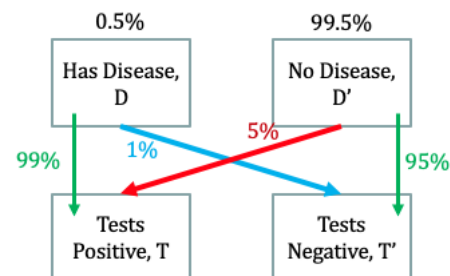 0.5% 99.5%
Has Disease,
D
No Disease,
D’
99% 1% 5% 95%
Tests
Positive, T
Tests
Negative, T’